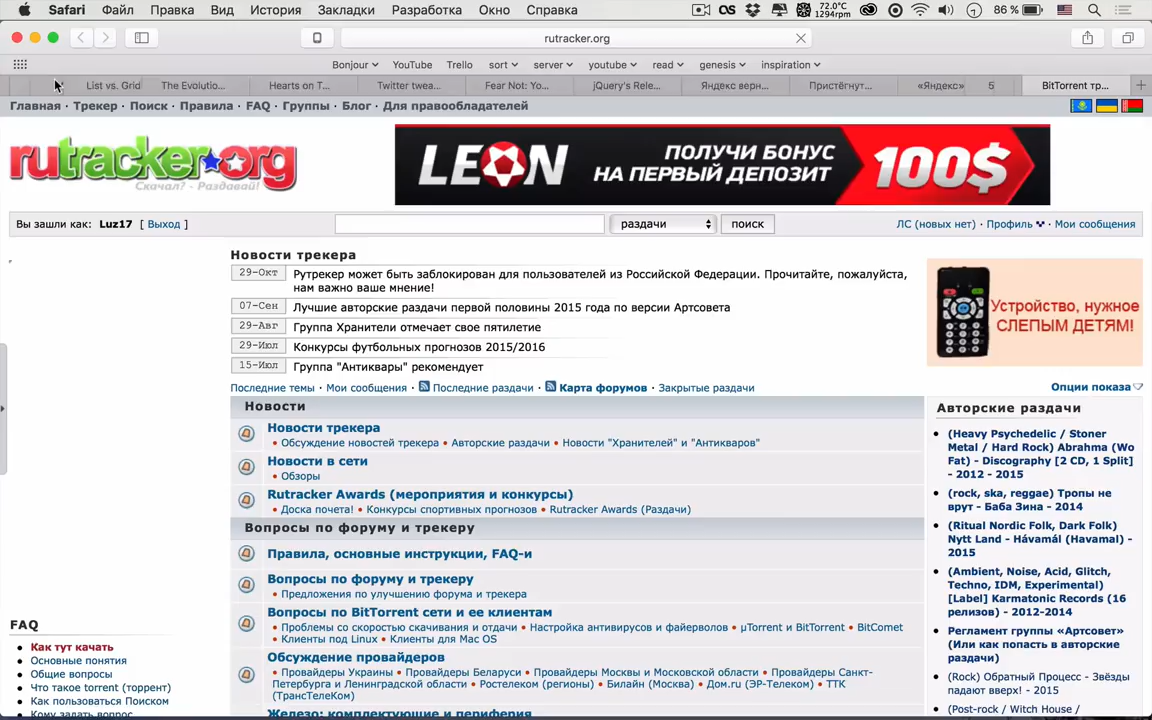 Safari Файл Правка Вид История Закладки Разработка Окно Справка 72.0°C 1294rpm 86 %
rutracker.org
Bonjour YouTube Trello sort server youtube read genesis inspiration
List vs. Grid The Evolutio... Hearts on T... Twitter twea... Fear Not: Yo... jQuery's Rele... Яндекс верн... Пристёгнут... «Яндекс» 5 BitTorrent тр...
Главная · Трекер · Поиск · Правила · FAQ · Группы · Блог · Для правообладателей
rutracker.org
Скачал? - Раздавай!
LEON ПОЛУЧИ БОНУС НА ПЕРВЫЙ ДЕПОЗИТ 100$
Вы зашли как: Luz17 [ Выход ] раздачи поиск ЛС (новых нет) · Профиль · Мои сообщения
Новости трекера
29-Окт Рутрекер может быть заблокирован для пользователей из Российской Федерации. Прочитайте, пожалуйста,
нам важно ваше мнение!
07-Сен Лучшие авторские раздачи первой половины 2015 года по версии Артсовета
29-Авг Группа Хранители отмечает свое пятилетие
29-Июл Конкурсы футбольных прогнозов 2015/2016
15-Июл Группа "Антиквары" рекомендует
Устройство, нужное
СЛЕПЫМ ДЕТЯМ!
Последние темы · Мои сообщения · Последние раздачи · Карта форумов · Закрытые раздачи Опции показа
Новости
Новости трекера
• Обсуждение новостей трекера • Авторские раздачи • Новости "Хранителей" и "Антикваров"
Новости в сети
• Обзоры
Rutracker Awards (мероприятия и конкурсы)
• Доска почета! • Конкурсы спортивных прогнозов • Rutracker Awards (Раздачи)
Вопросы по форуму и трекеру
Правила, основные инструкции, FAQ-и
Вопросы по форуму и трекеру
• Предложения по улучшению форума и трекера
Вопросы по BitTorrent сети и ее клиентам
• Проблемы со скоростью скачивания и отдачи • Настройка антивирусов и файерволов • µTorrent и BitTorrent • BitComet
• Клиенты под Linux • Клиенты для Mac OS
Обсуждение провайдеров
• Провайдеры Украины • Провайдеры Беларуси • Провайдеры Москвы и Московской области • Провайдеры Санкт-
Петербурга и Ленинградской области • Ростелеком (регионы) • Билайн (Москва) • Дом.ru (ЭР-Телеком) • ТТК
(ТрансТелеКом)
Железо: комплектующие и периферия
Авторские раздачи
• (Heavy Psychedelic / Stoner
Metal / Hard Rock) Abrahma (Wo
Fat) - Discography [2 CD, 1 Split]
- 2012 - 2015
• (rock, ska, reggae) Тропы не
врут - Баба Зина - 2014
• (Ritual Nordic Folk, Dark Folk)
Nytt Land - Hávamál (Havamal) -
2015
• (Ambient, Noise, Acid, Glitch,
Techno, IDM, Experimental)
[Label] Karmatonic Records (16
релизов) - 2012-2014
• Регламент группы «Артсовет»
(Или как попасть в авторские
раздачи)
• (Rock) Обратный Процесс - Звёзды
падают вверх! - 2015
• (Post-rock / Witch House /
FAQ
• Как тут качать
• Основные понятия
• Общие вопросы
• Что такое torrent (торрент)
• Как пользоваться Поиском
• Кому задать вопрос